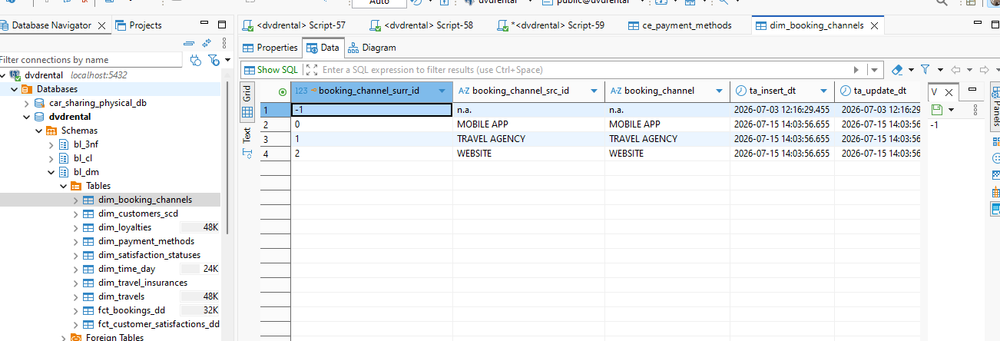 Auto dvdrental public@dvdrental
Database Navigator Projects
<dvdrental> Script-57 <dvdrental> Script-58 *<dvdrental> Script-59 ce_payment_methods dim_booking_channels
Properties Data Diagram
Filter connections by name
Show SQL Enter a SQL expression to filter results (use Ctrl+Space)
dvdrental localhost:5432
Databases
car_sharing_physical_db
dvdrental
Schemas
bl_3nf
bl_cl
bl_dm
Tables
dim_booking_channels
dim_customers_scd
dim_loyalties 48K
dim_payment_methods
dim_satisfaction_statuses
dim_time_day 24K
dim_travel_insurances
dim_travels 48K
fct_bookings_dd 32K
fct_customer_satisfactions_dd
Foreign Tables
Grid
Text
123 booking_channel_surr_id A-Z booking_channel_src_id A-Z booking_channel ta_insert_dt ta_update_dt
1 -1 n.a. n.a. 2026-07-03 12:16:29.455 2026-07-03 12:16:29
2 0 MOBILE APP MOBILE APP 2026-07-15 14:03:56.655 2026-07-15 14:03:56
3 1 TRAVEL AGENCY TRAVEL AGENCY 2026-07-15 14:03:56.655 2026-07-15 14:03:56
4 2 WEBSITE WEBSITE 2026-07-15 14:03:56.655 2026-07-15 14:03:56
V
-1
Panels